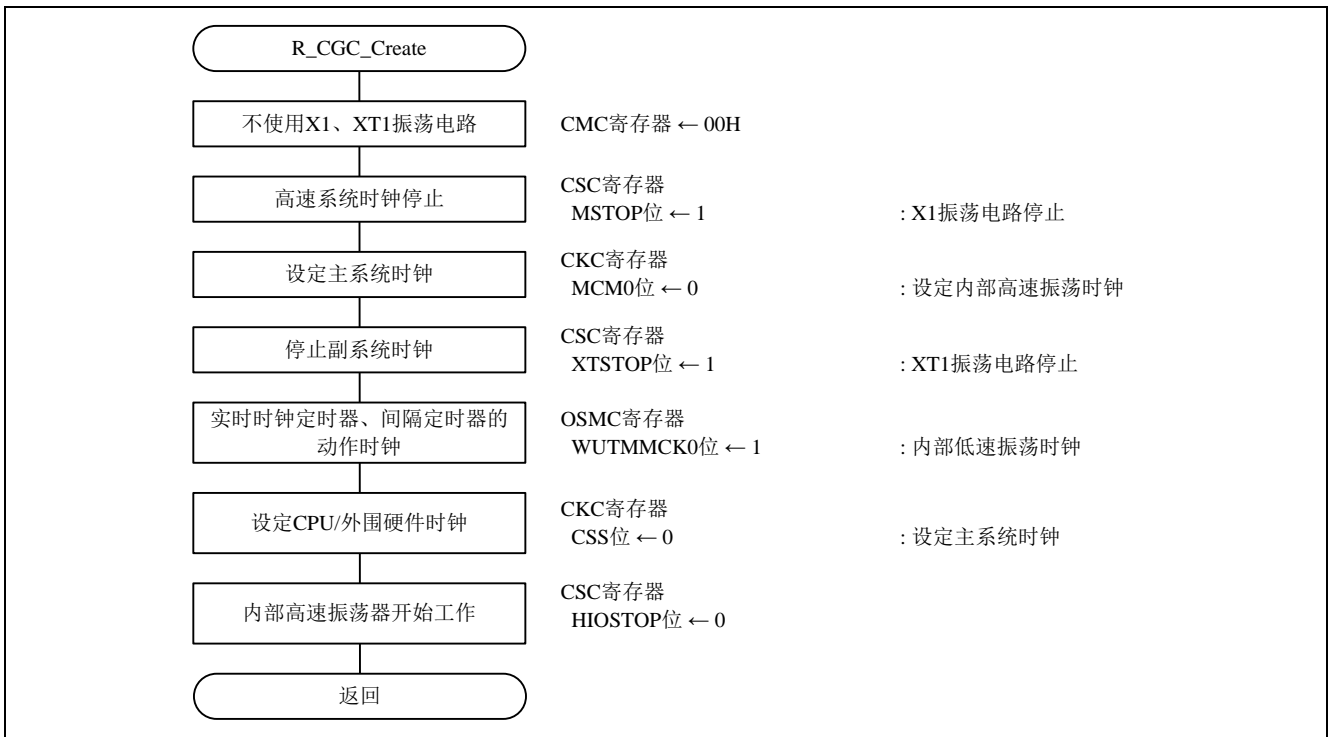 R_CGC_Create
不使用X1、XT1振荡电路
CMC寄存器 ← 00H
高速系统时钟停止
CSC寄存器
MSTOP位 ← 1 : X1振荡电路停止
设定主系统时钟
CKC寄存器
MCM0位 ← 0 : 设定内部高速振荡时钟
停止副系统时钟
CSC寄存器
XTSTOP位 ← 1 : XT1振荡电路停止
实时时钟定时器、间隔定时器的
动作时钟
OSMC寄存器
WUTMMCK0位 ← 1 : 内部低速振荡时钟
设定CPU/外围硬件时钟
CKC寄存器
CSS位 ← 0 : 设定主系统时钟
内部高速振荡器开始工作
CSC寄存器
HIOSTOP位 ← 0
返回